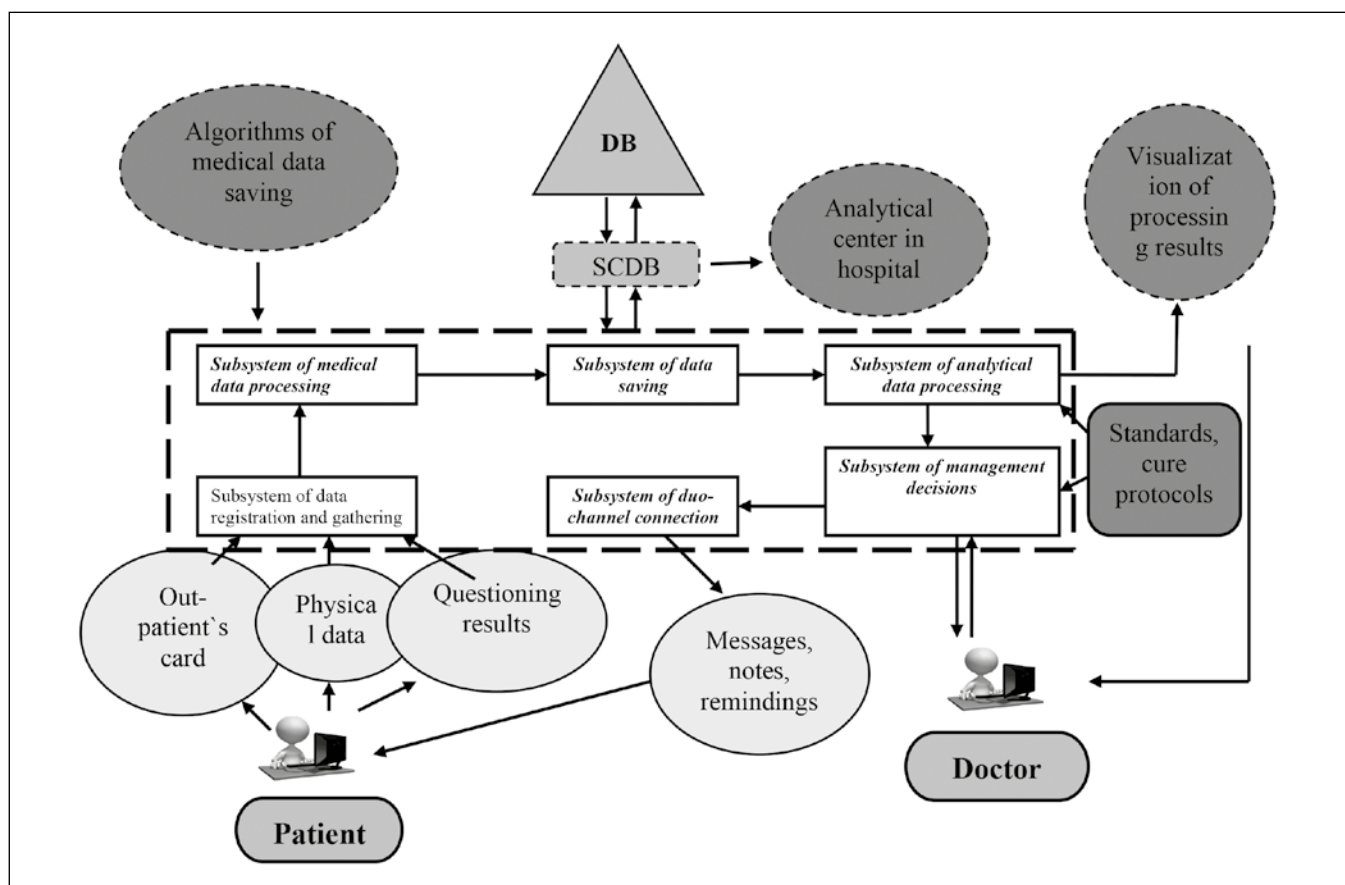 Algorithms of
medical data
saving
DB
SCDB
Analytical
center in
hospital
Visualizat
ion of
processin
g results
Subsystem of medical
data processing
Subsystem of data
saving
Subsystem of analytical
data processing
Standards,
cure
protocols
Subsystem of data
registration and gathering
Subsystem of duo-
channel connection
Subsystem of management
decisions
Out-
patient`s
card
Physica
l data
Questioning
results
Messages,
notes,
remindings
Patient
Doctor